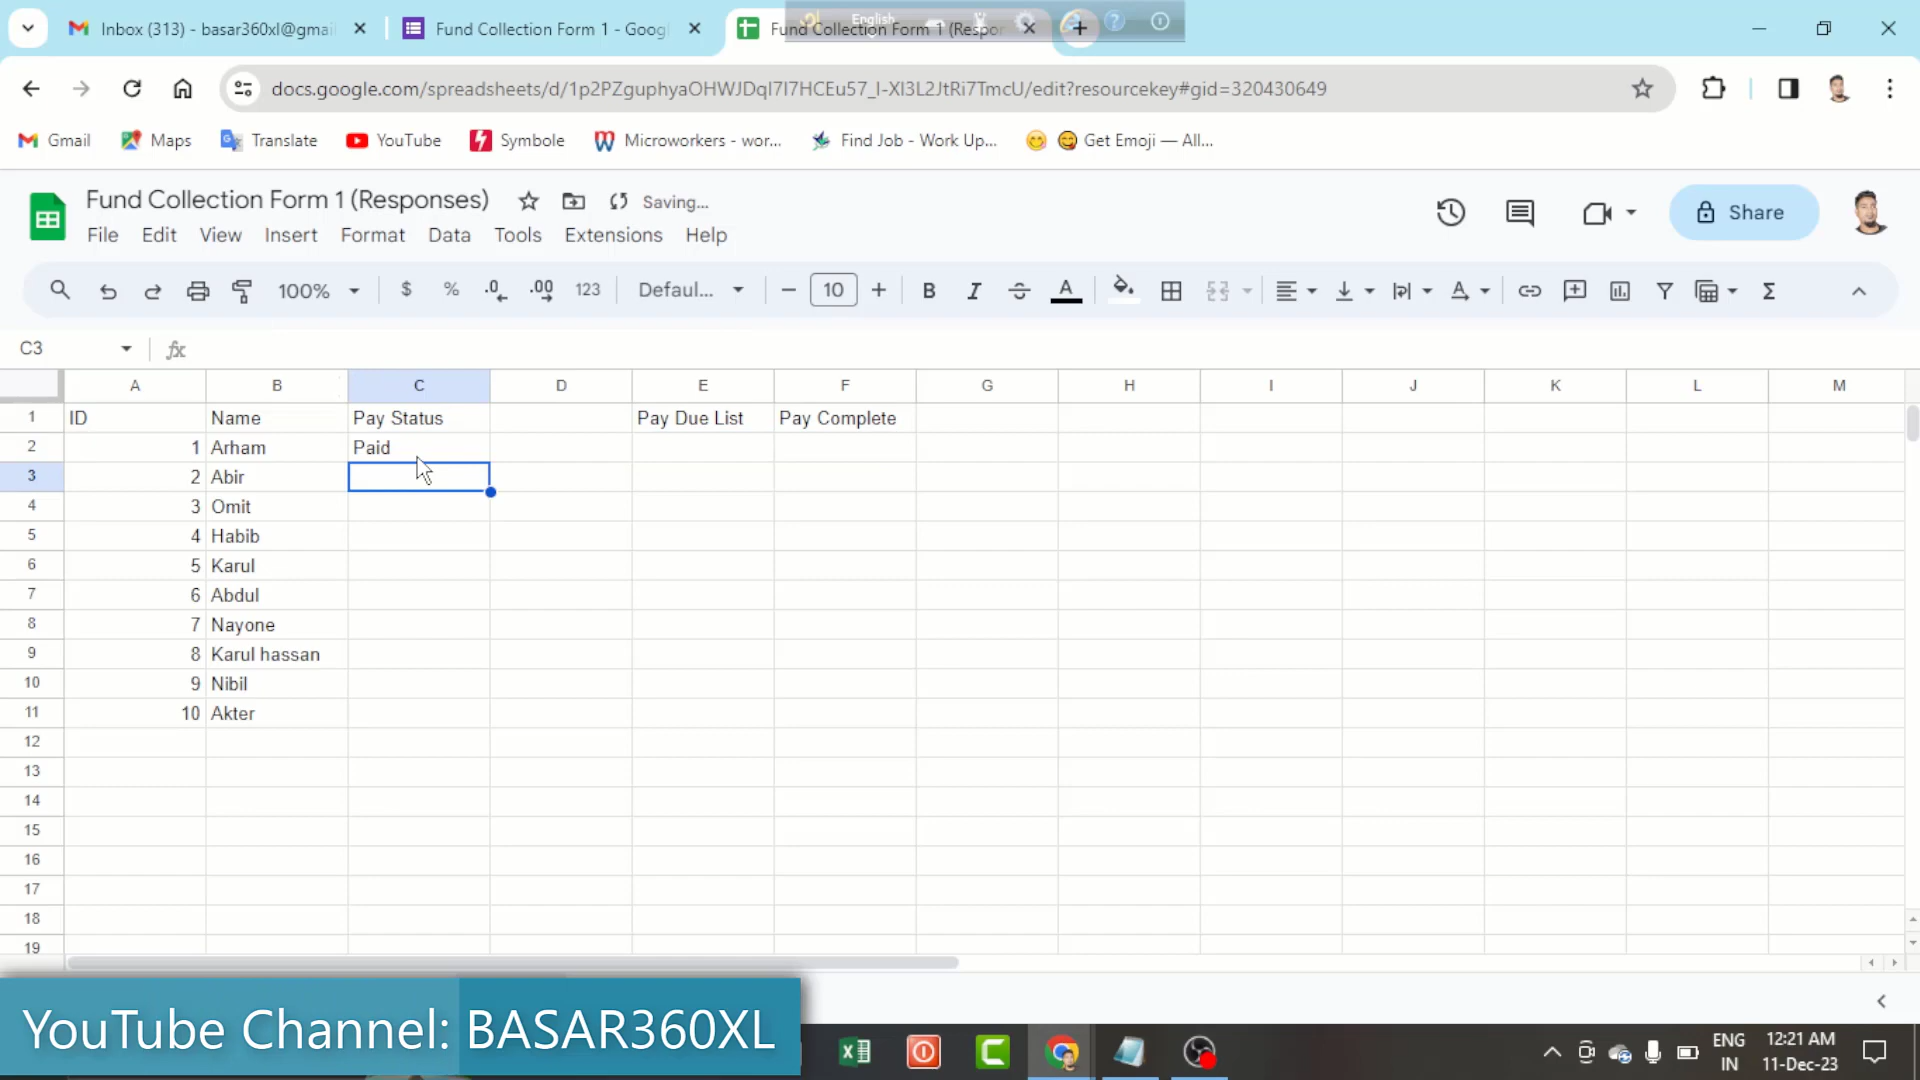 Inbox (313) - basar360xl@gmai
Fund Collection Form 1 - Goog
Fund Collection Form 1 (Respon
English
docs.google.com/spreadsheets/d/1p2PZguphyaOHWJDqI7I7HCEu57_I-Xl3L2JtRi7TmcU/edit?resourcekey#gid=320430649
Gmail
Maps
Translate
YouTube
Symbole
Microworkers - wor...
Find Job - Work Up...
Get Emoji — All...
Fund Collection Form 1 (Responses)
Saving...
File Edit View Insert Format Data Tools Extensions Help
Share
100%
$ % .0 .00 123
Defaul...
10
C3
A B C D E F G H I J K L M
1 ID Name Pay Status Pay Due List Pay Complete
2 1 Arham Paid
3 2 Abir
4 3 Omit
5 4 Habib
6 5 Karul
7 6 Abdul
8 7 Nayone
9 8 Karul hassan
10 9 Nibil
11 10 Akter
12
13
14
15
16
17
18
19
YouTube Channel: BASAR360XL
ENG
IN
12:21 AM
11-Dec-23